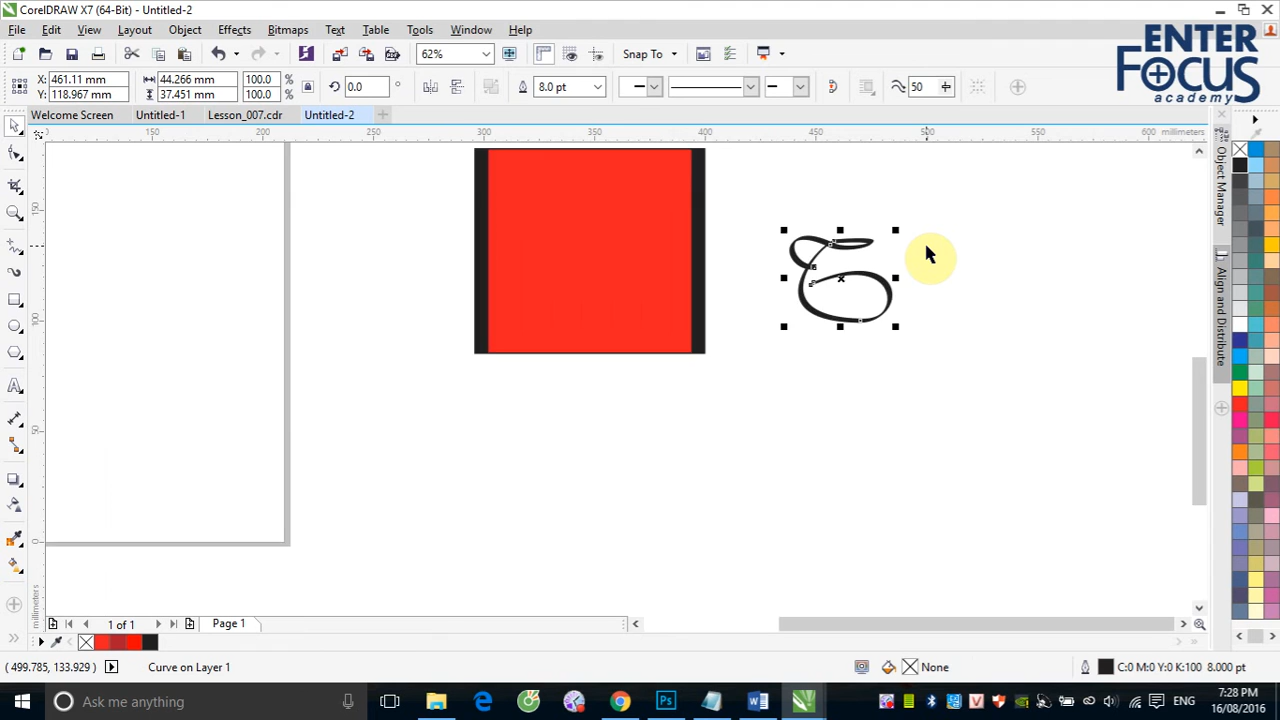 CorelDRAW X7 (64-Bit) - Untitled-2
File Edit View Layout Object Effects Bitmaps Text Table Tools Window Help
ENTER
FOCUS
academy
62% Snap To
X: 461.11 mm 44.266 mm 100.0 % 0.0 ° 8.0 pt 50
Y: 118.967 mm 37.451 mm 100.0 %
Welcome Screen Untitled-1 Lesson_007.cdr Untitled-2
150 200 250 300 350 400 450 500 550 600 millimeters
Object Manager
Align and Distribute
150
100
50
0
millimeters
1 of 1 Page 1
(499.785, 133.929) Curve on Layer 1 None C:0 M:0 Y:0 K:100 8.000 pt
Ask me anything ENG 7:28 PM
16/08/2016